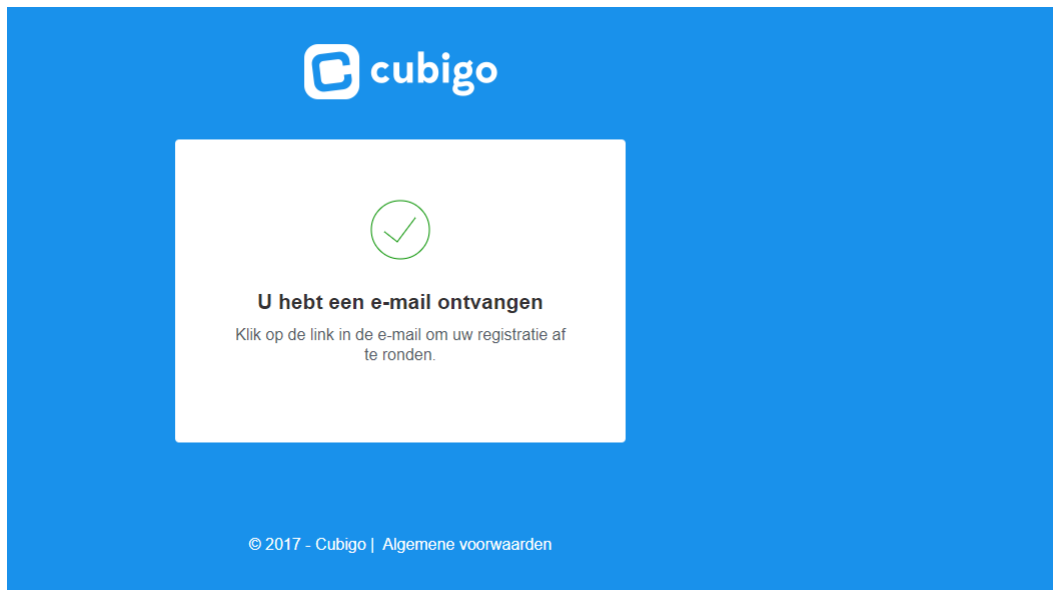 cubigo
U hebt een e-mail ontvangen
Klik op de link in de e-mail om uw registratie af
te ronden.
© 2017 - Cubigo | Algemene voorwaarden